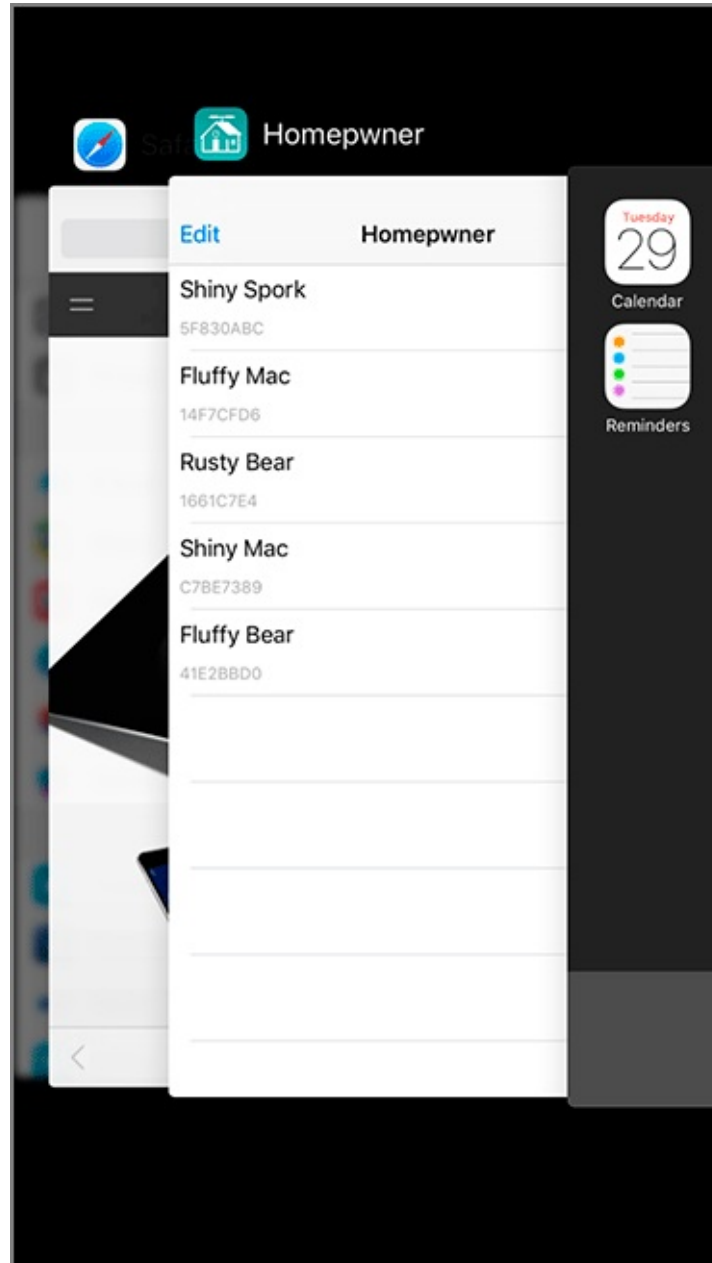 Safa
Homepwner
Edit
Homepwner
Shiny Spork
5F830ABC
Fluffy Mac
14F7CFD6
Rusty Bear
1661C7E4
Shiny Mac
C7BE7389
Fluffy Bear
41E2BBD0
Tuesday
29
Calendar
Reminders